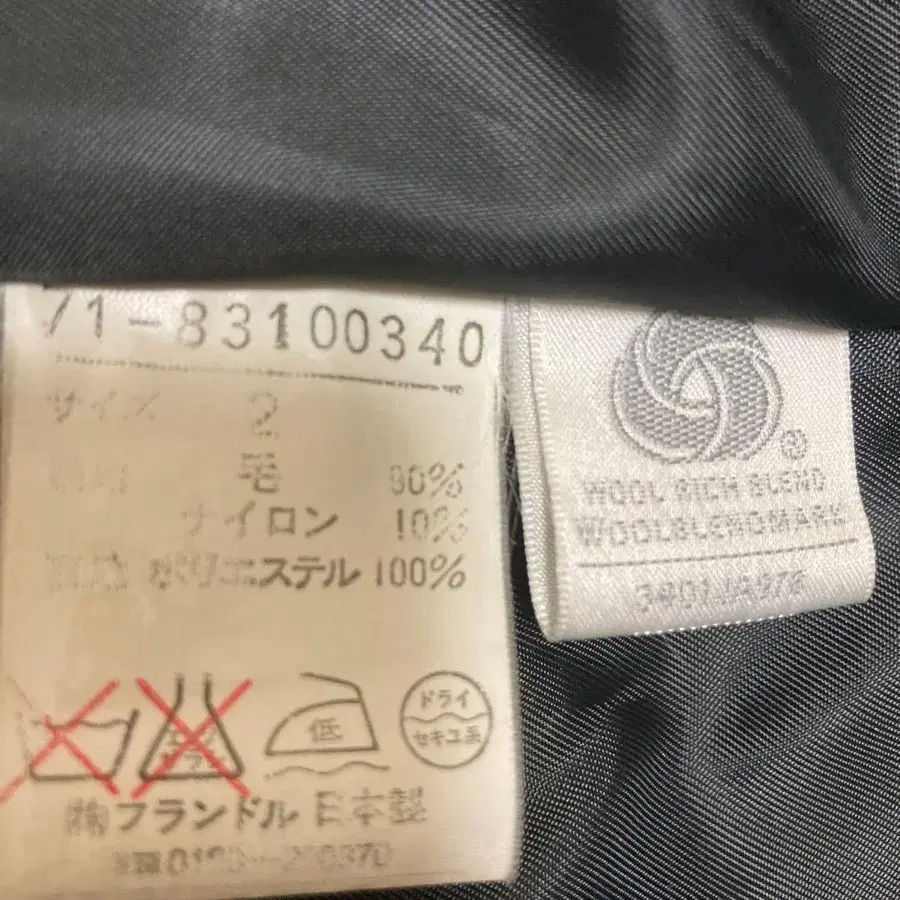 71-83100340
サイズ 2
毛 90%
ナイロン 10%
ポリエステル 100%
低
ドライ
セキユ系
㈱フランドル 日本製
WOOL RICH BLEND
WOOLBLENDMARK